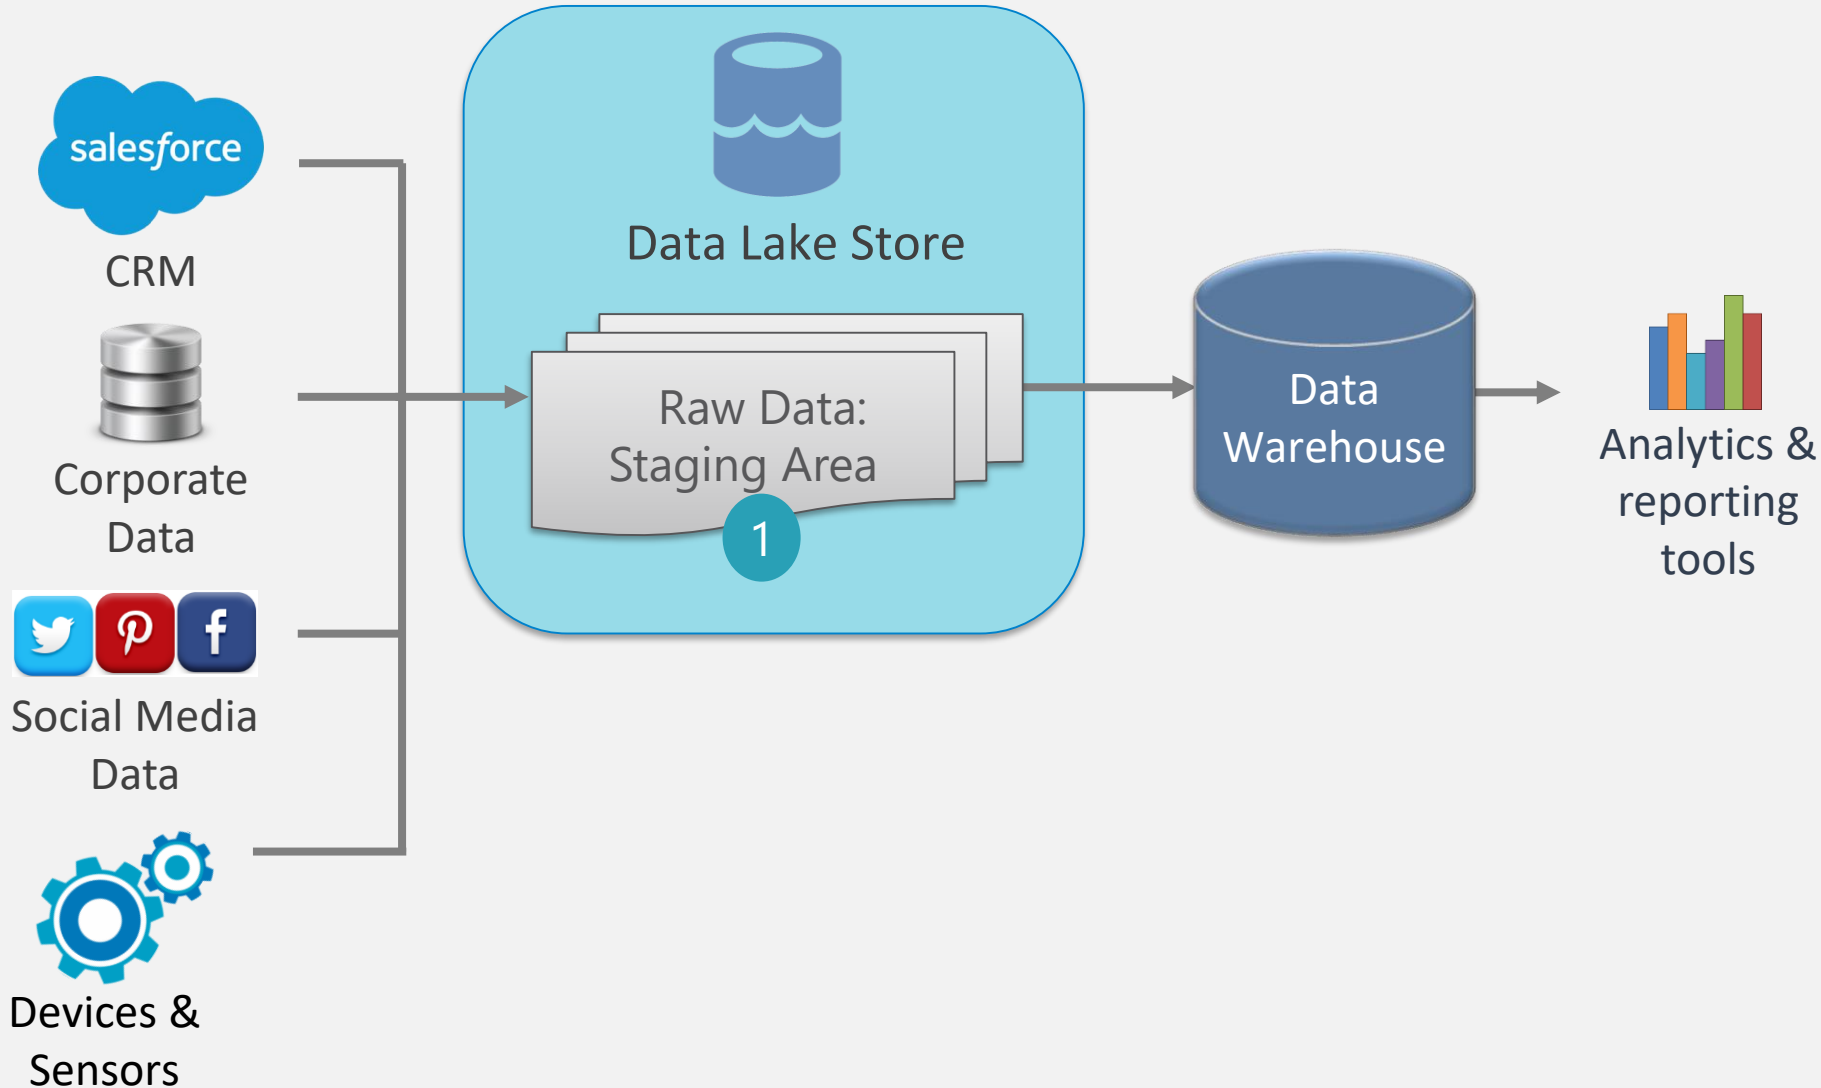 salesforce
CRM
Corporate
Data
Social Media
Data
Devices &
Sensors
Data Lake Store
Raw Data:
Staging Area
1
Data
Warehouse
Analytics &
reporting
tools